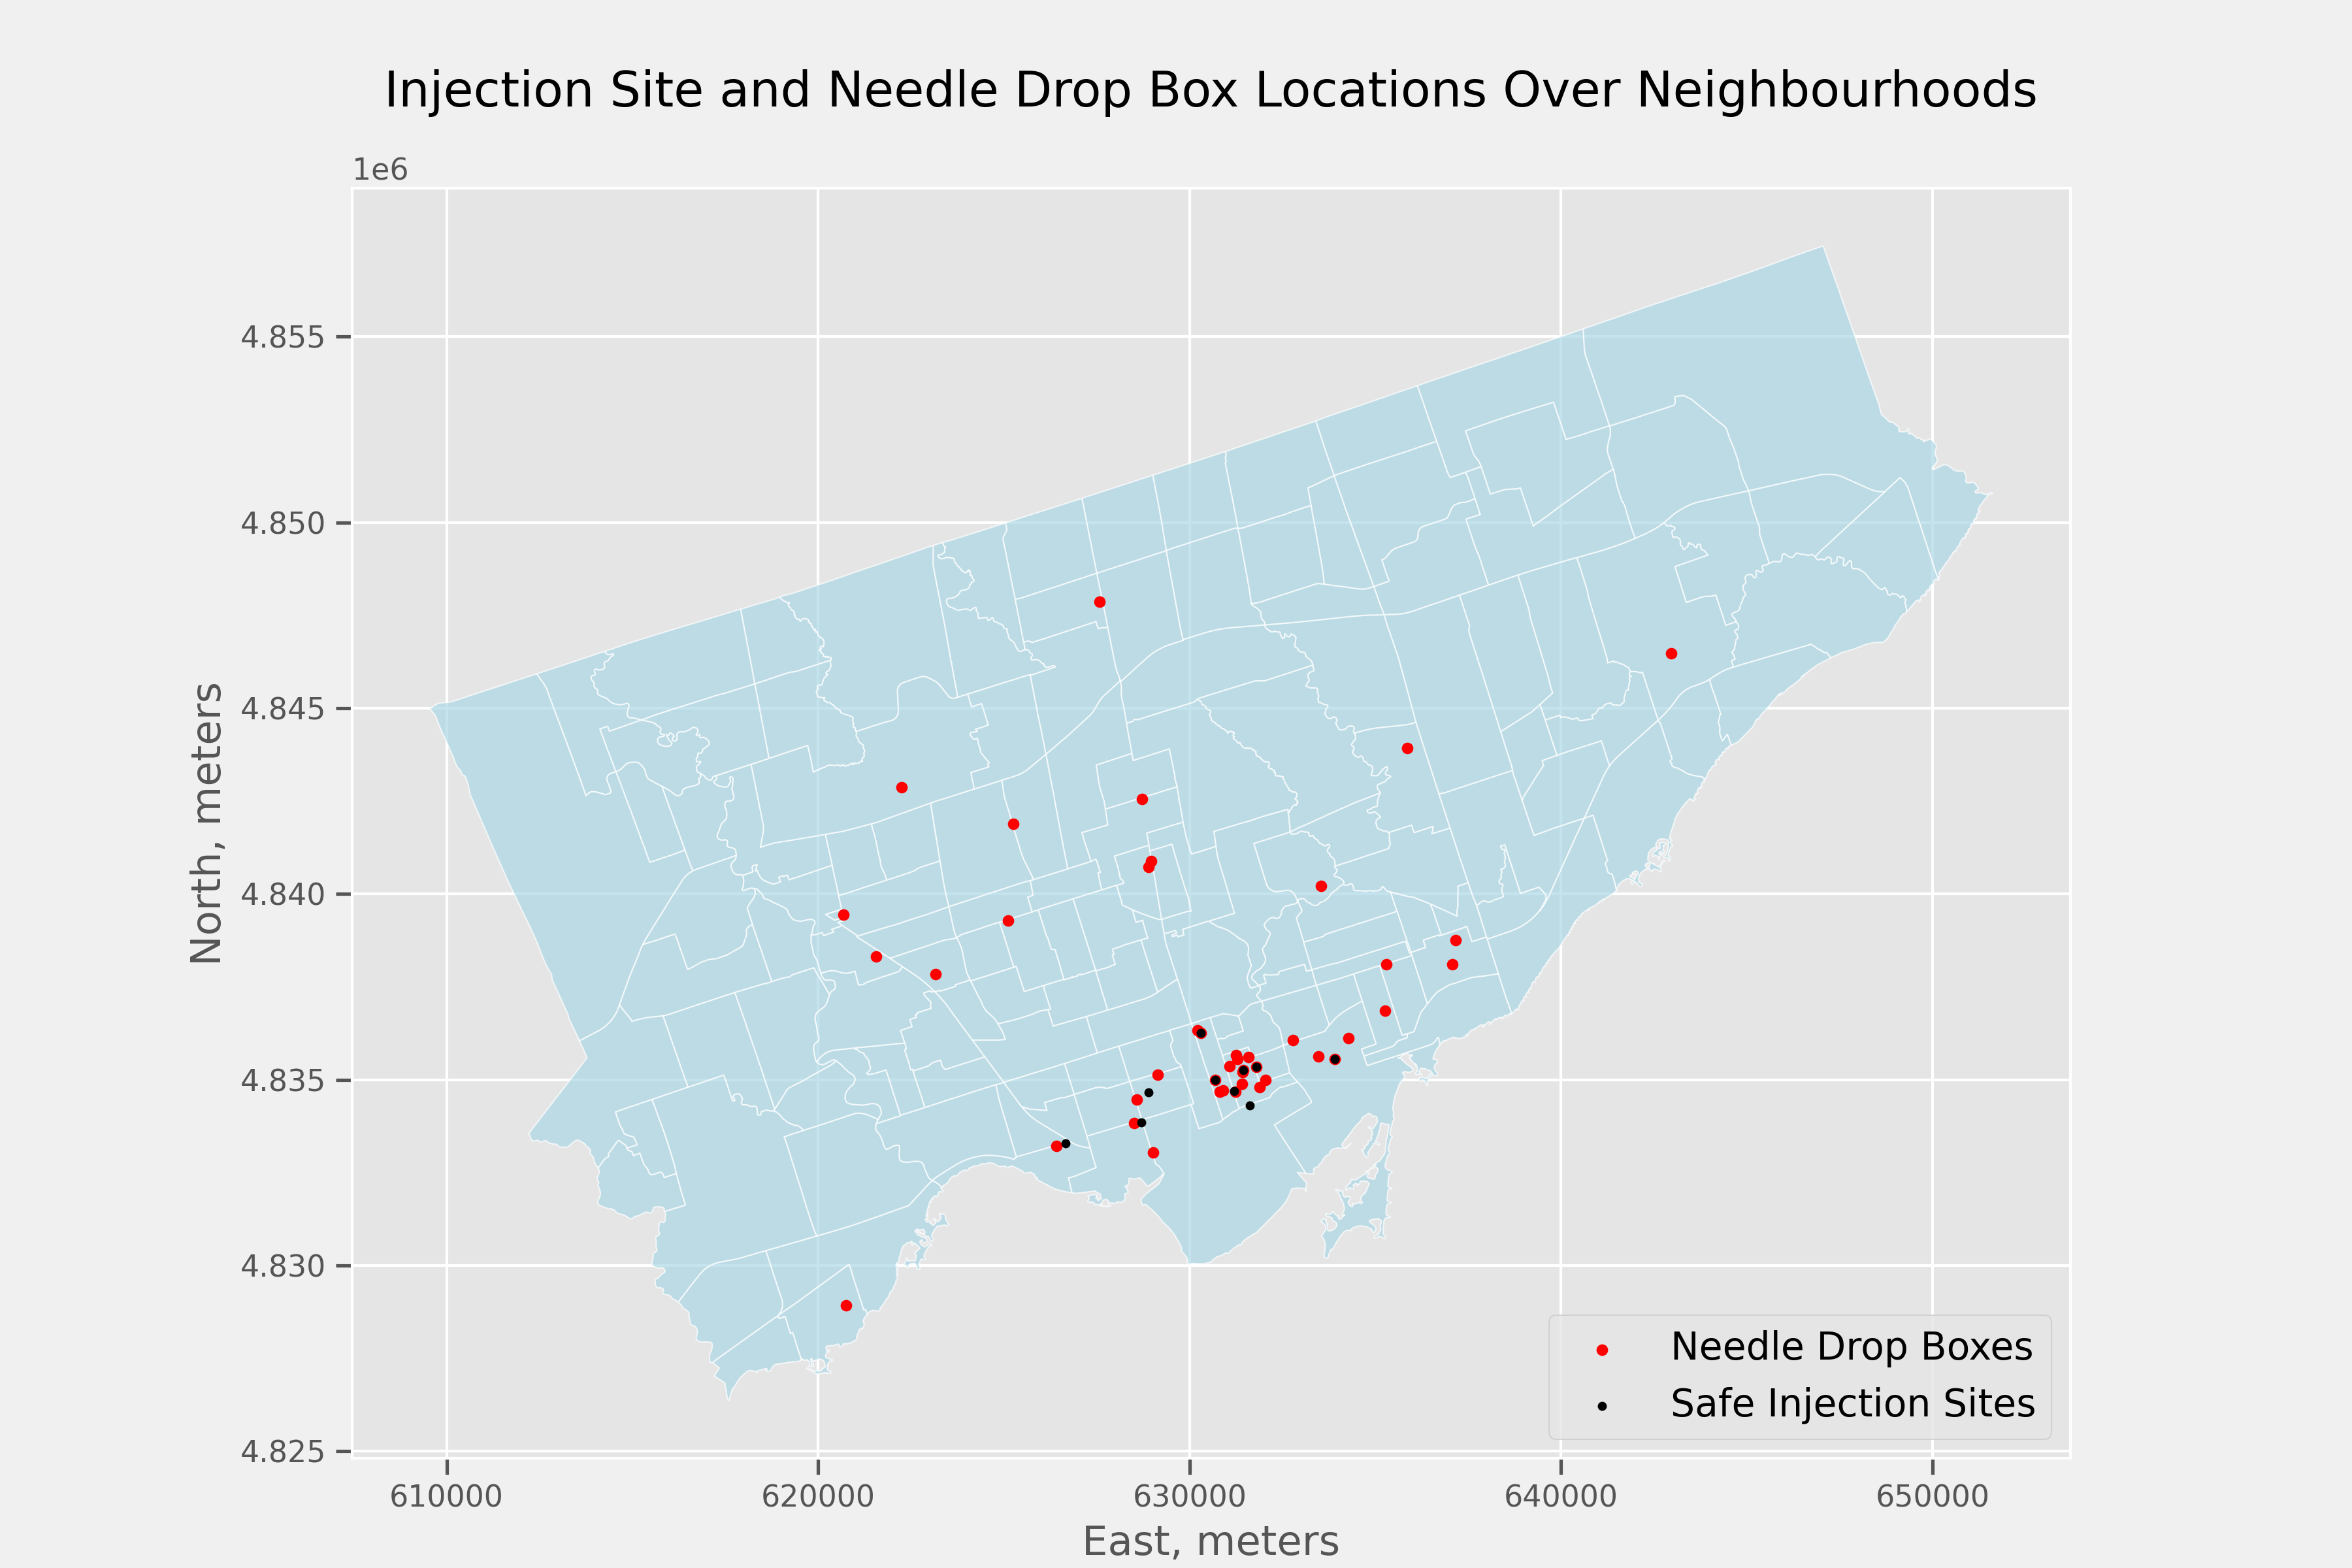 Injection Site and Needle Drop Box Locations Over Neighbourhoods
1e6
4.855
4.850
4.845
4.840
4.835
4.830
4.825
North, meters
610000 620000 630000 640000 650000
East, meters
Needle Drop Boxes
Safe Injection Sites